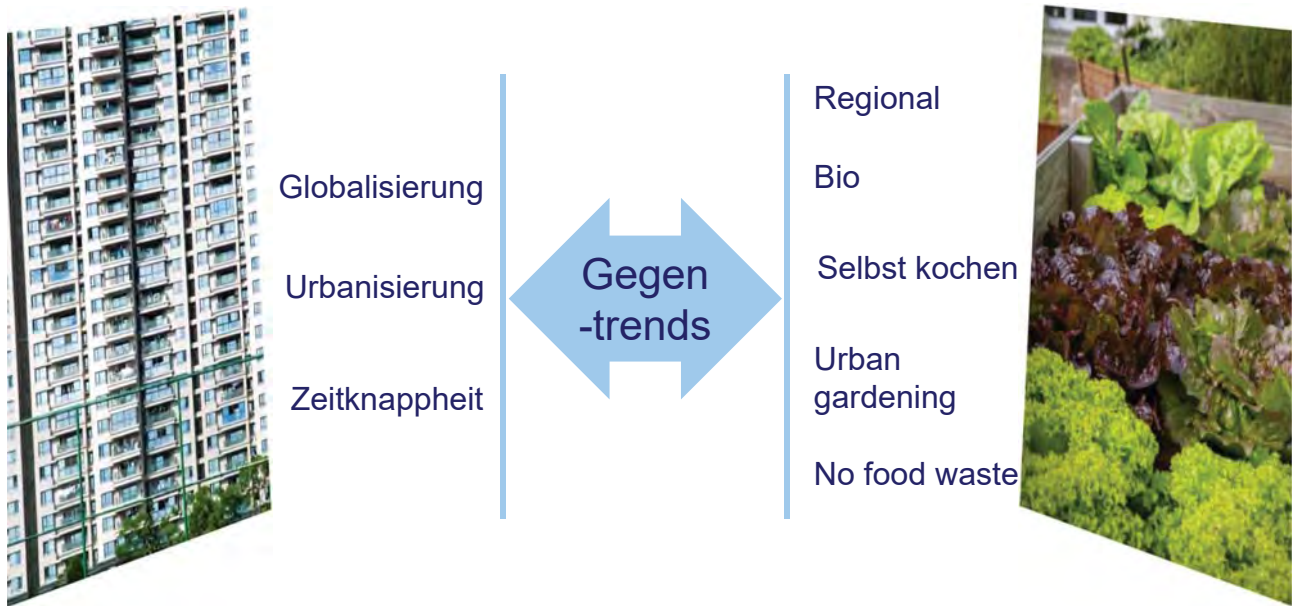 Globalisierung
Urbanisierung
Zeitknappheit
Gegen
-trends
Regional
Bio
Selbst kochen
Urban
gardening
No food waste